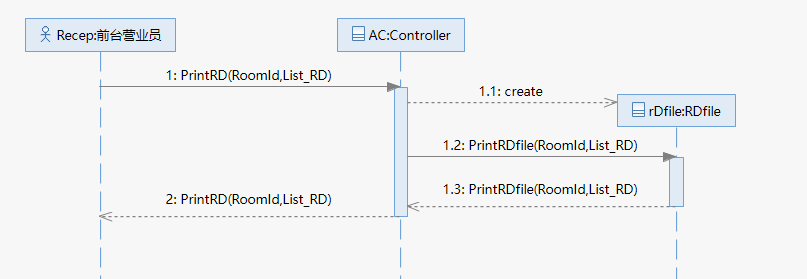 Recep:前台营业员
AC:Controller
1: PrintRD(RoomId,List_RD)
1.1: create
rDfile:RDfile
1.2: PrintRDfile(RoomId,List_RD)
1.3: PrintRDfile(RoomId,List_RD)
2: PrintRD(RoomId,List_RD)